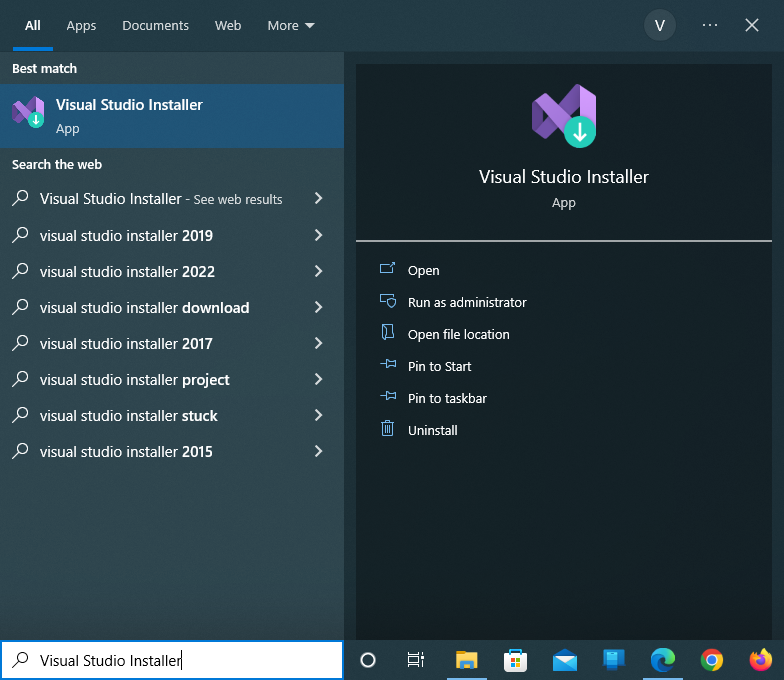 All Apps Documents Web More V ...
Best match
Visual Studio Installer
App
Search the web
Visual Studio Installer - See web results
visual studio installer 2019
visual studio installer 2022
visual studio installer download
visual studio installer 2017
visual studio installer project
visual studio installer stuck
visual studio installer 2015
Visual Studio Installer
App
Open
Run as administrator
Open file location
Pin to Start
Pin to taskbar
Uninstall
Visual Studio Installer